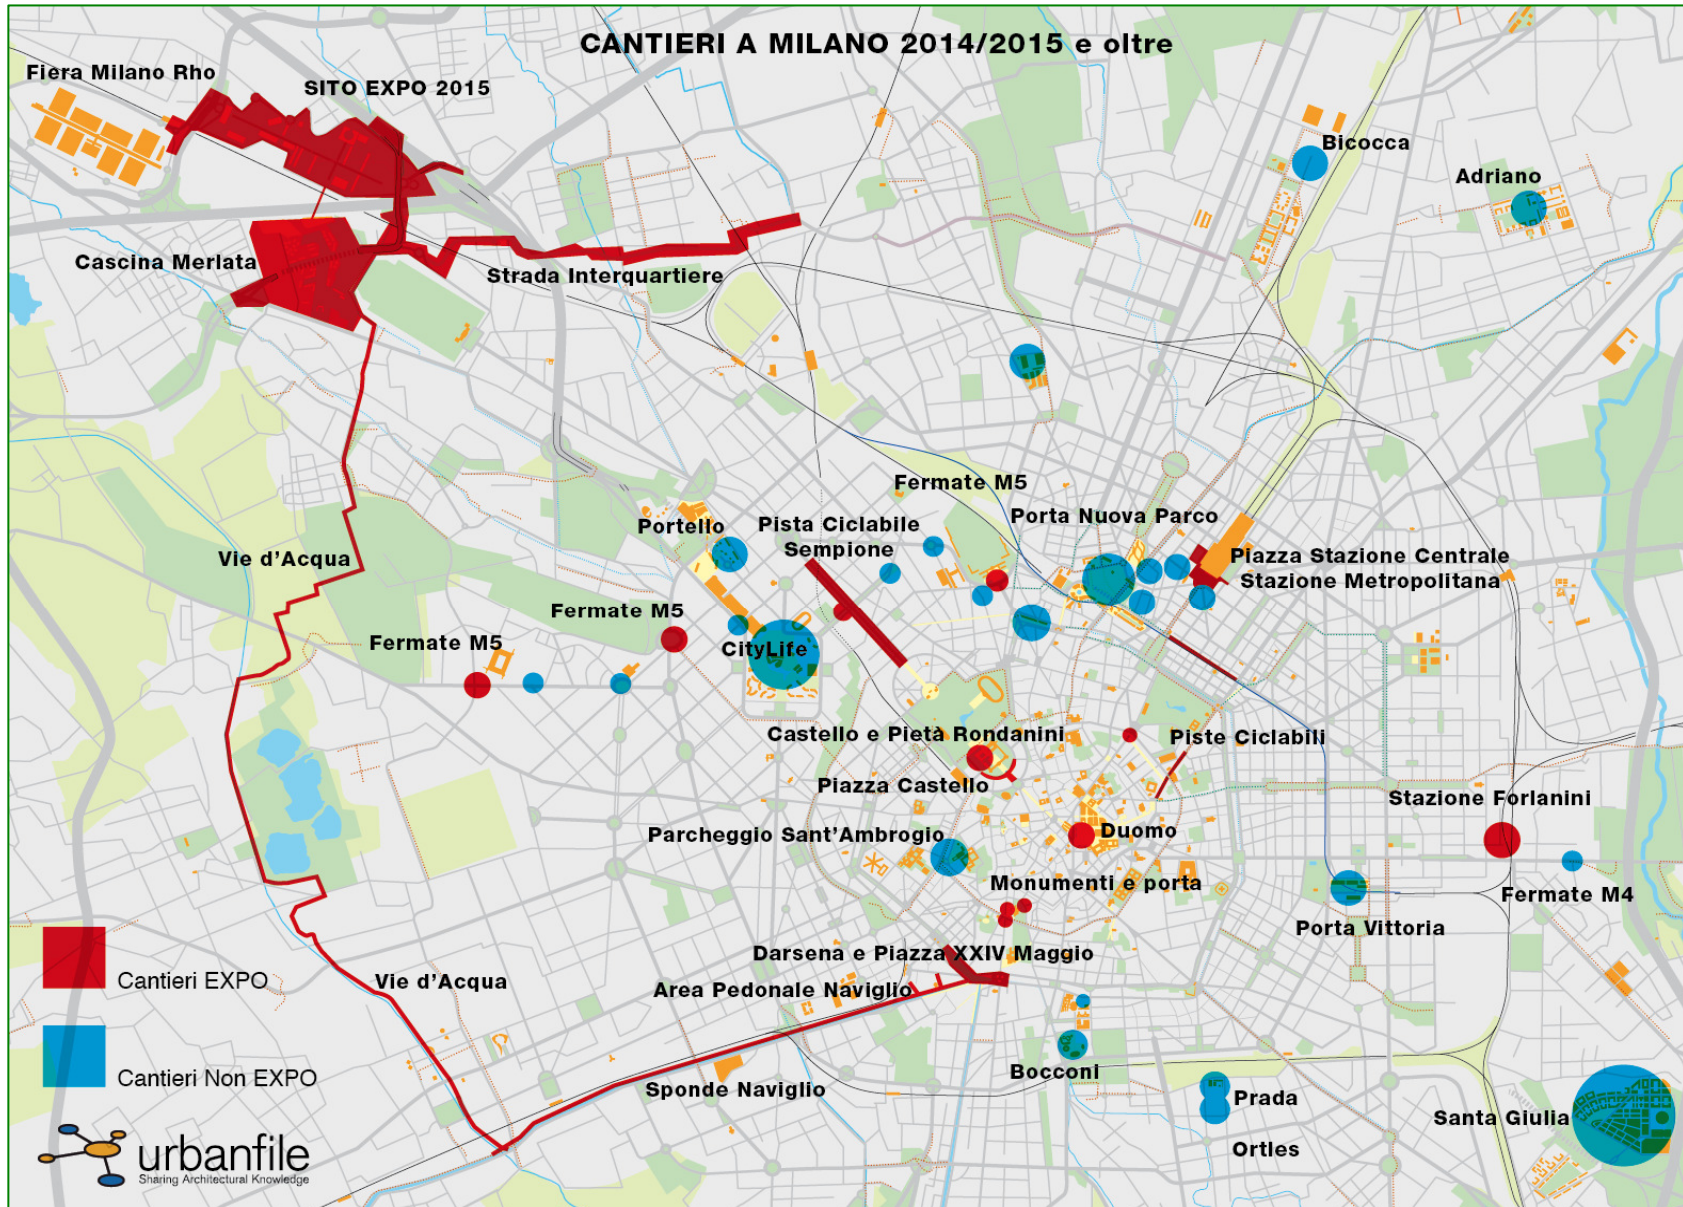 CANTIERI A MILANO 2014/2015 e oltre
Fiera Milano Rho
SITO EXPO 2015
Bicocca
Adriano
Cascina Merlata
Strada Interquartiere
Fermate M5
Porta Nuova Parco
Portello
Pista Ciclabile
Sempione
Piazza Stazione Centrale
Stazione Metropolitana
Vie d'Acqua
Fermate M5
Fermate M5
CityLife
Castello e Pietà Rondanini
Piste Ciclabili
Piazza Castello
Stazione Forlanini
Parcheggio Sant'Ambrogio
Duomo
Monumenti e porta
Fermate M4
Porta Vittoria
Darsena e Piazza XXIV Maggio
Area Pedonale Naviglio
Vie d'Acqua
Cantieri EXPO
Cantieri Non EXPO
Sponde Naviglio
Bocconi
Prada
Ortles
Santa Giulia
urbanfile
Sharing Architectural Knowledge